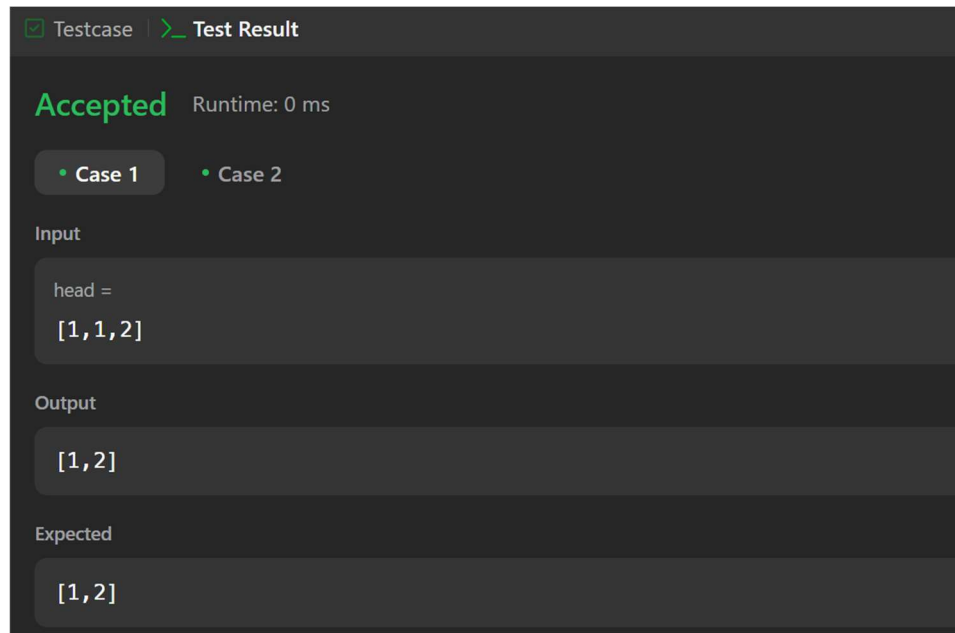 Testcase | >_ Test Result
Accepted Runtime: 0 ms
• Case 1 • Case 2
Input
head =
[1,1,2]
Output
[1,2]
Expected
[1,2]